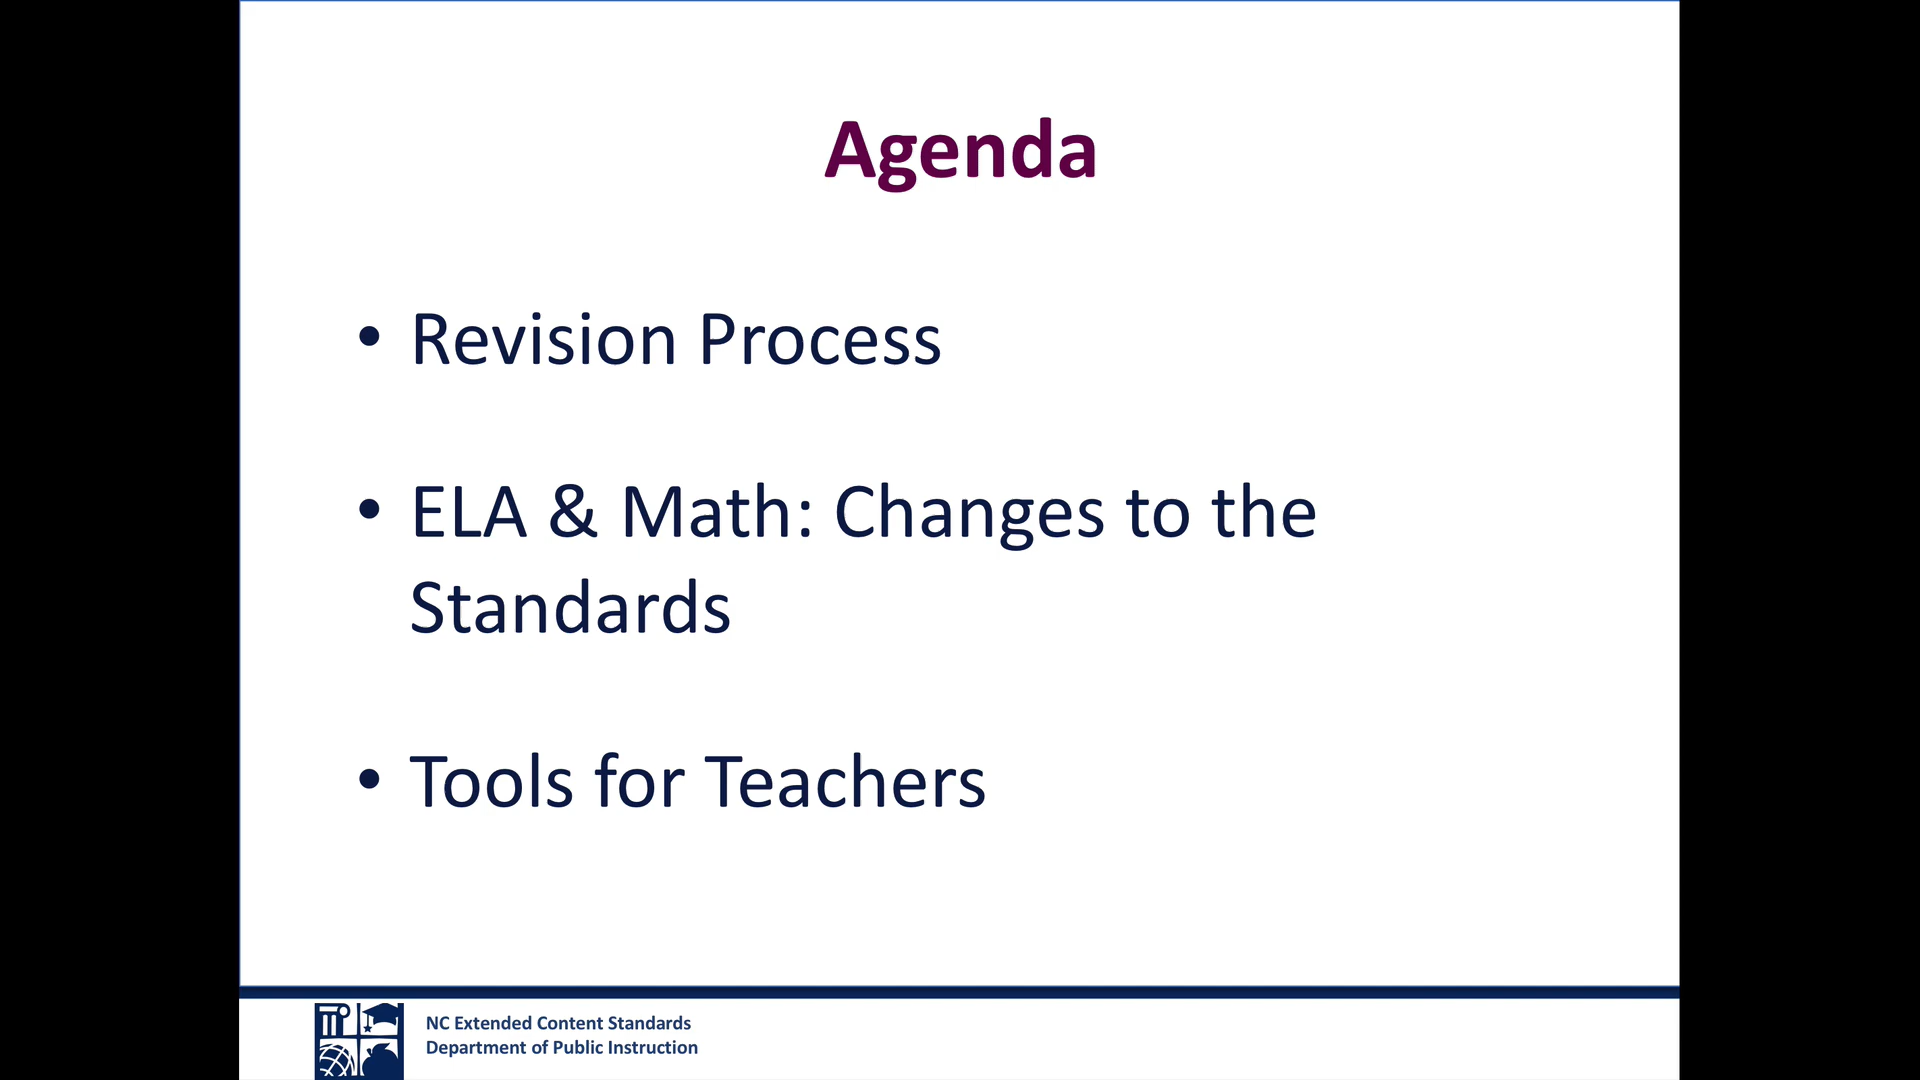 Agenda
• Revision Process
• ELA & Math: Changes to the
Standards
• Tools for Teachers
NC Extended Content Standards
Department of Public Instruction